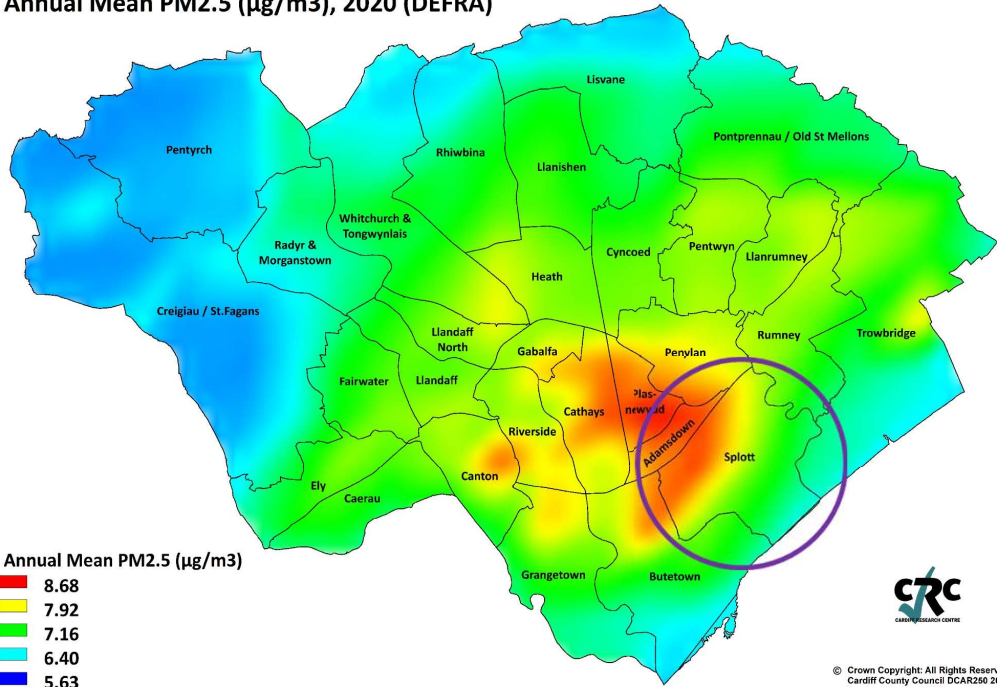 Annual Mean PM2.5 (µg/m3), 2020 (DEFRA)
Lisvane
Pontprennau / Old St Mellons
Pentyrch
Rhiwbina
Llanishen
Whitchurch &
Tongwynlais
Radyr &
Morganstown
Cyncoed
Pentwyn
Llanrumney
Heath
Creigiau / St.Fagans
Llandaff
North
Gabalfa
Penylan
Rumney
Trowbridge
Fairwater
Llandaff
Cathays
Plas-
newydd
Riverside
Adamsdown
Splott
Canton
Ely
Caerau
Grangetown
Butetown
Annual Mean PM2.5 (µg/m3)
8.68
7.92
7.16
6.40
5.63
CRC
CARDIFF RESEARCH CENTRE
© Crown Copyright: All Rights
Cardiff County Council DCAR250